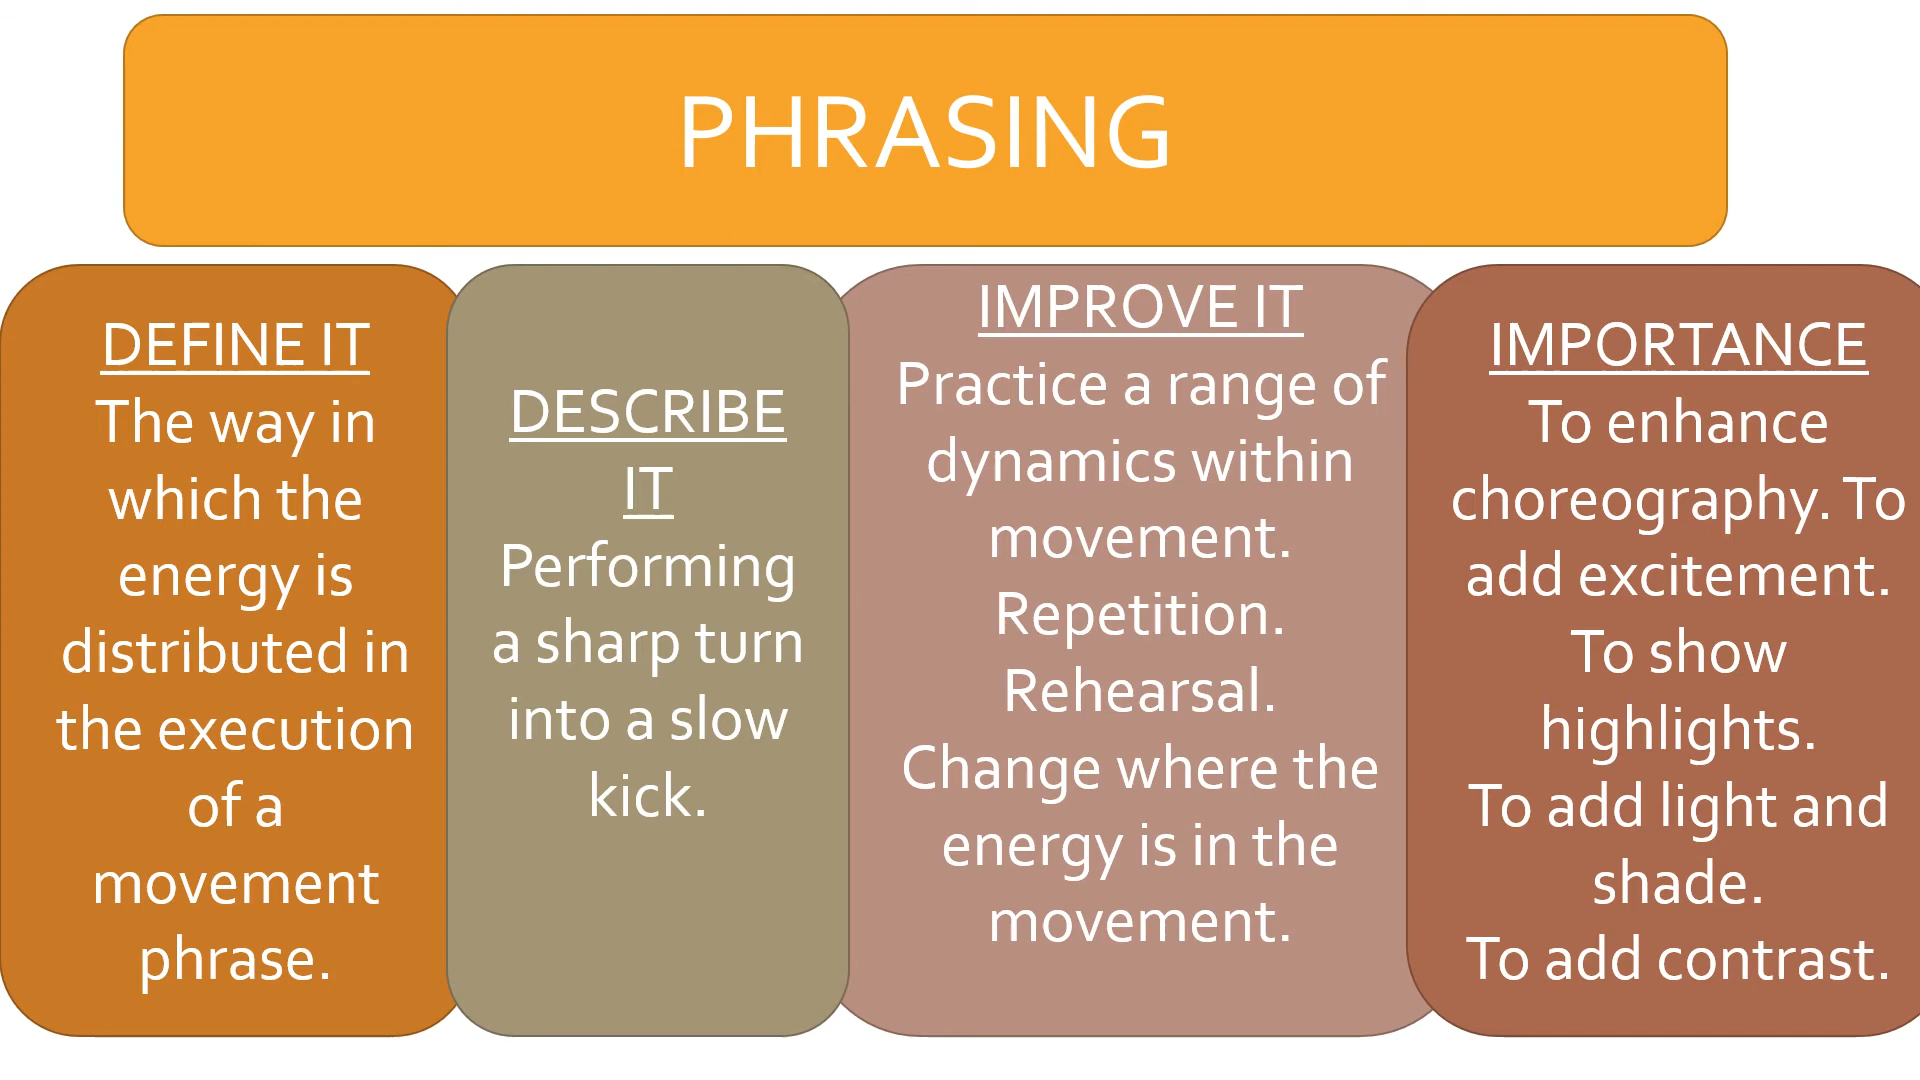 PHRASING
DEFINE IT
The way in
which the
energy is
distributed in
the execution
of a
movement
phrase.
DESCRIBE
IT
Performing
a sharp turn
into a slow
kick.
IMPROVE IT
Practice a range of
dynamics within
movement.
Repetition.
Rehearsal.
Change where the
energy is in the
movement.
IMPORTANCE
To enhance
choreography. To
add excitement.
To show
highlights.
To add light and
shade.
To add contrast.